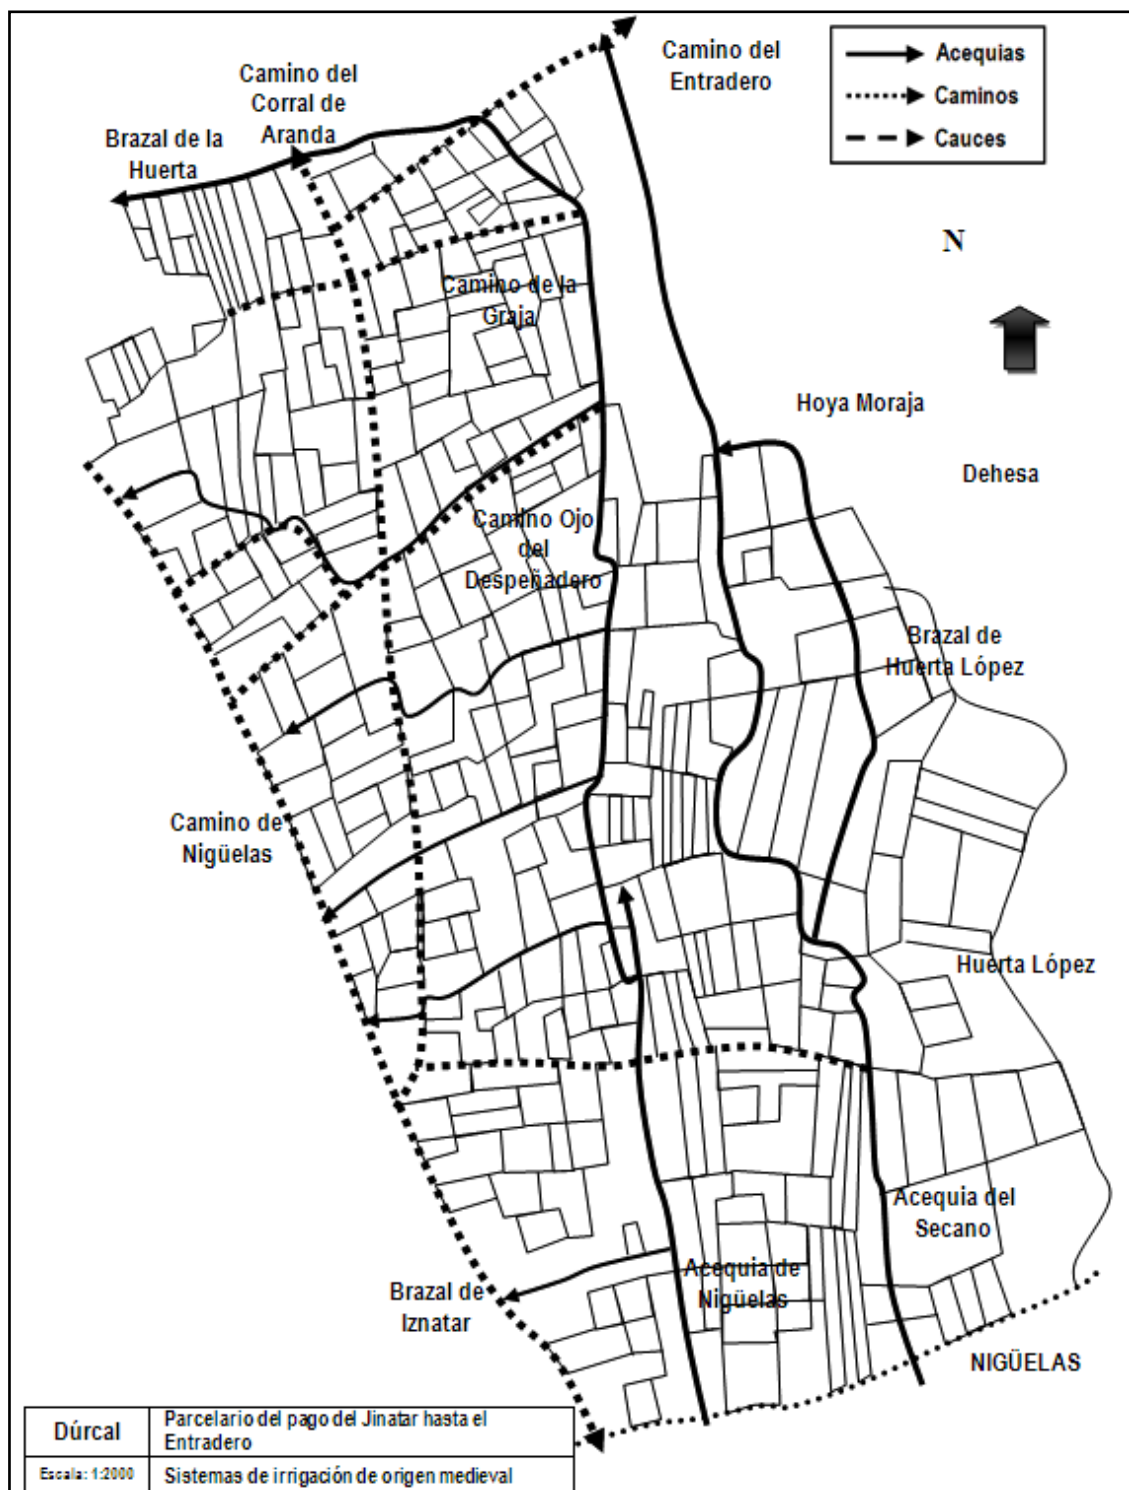 Camino del
Entradero
Acequias
Caminos
Cauces
Camino del
Corral de
Aranda
Brazal de la
Huerta
N
Camino de la
Graja
Hoya Moraja
Dehesa
Camino Ojo
del
Despeñadero
Brazal de
Huerta López
Camino de
Nigüelas
Huerta López
Acequia del
Secano
Acequia de
Nigüelas
Brazal de
Iznatar
NIGÜELAS
Dúrcal
Parcelario del pago del Jinatar hasta el
Entradero
Escala: 1:2000
Sistemas de irrigación de origen medieval